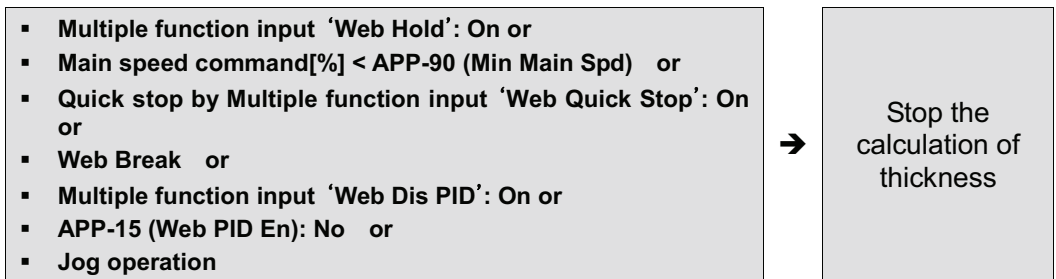 ▪ Multiple function input ‘Web Hold’: On or
▪ Main speed command[%] < APP-90 (Min Main Spd) or
▪ Quick stop by Multiple function input ‘Web Quick Stop’: On
or
▪ Web Break or
▪ Multiple function input ‘Web Dis PID’: On or
▪ APP-15 (Web PID En): No or
▪ Jog operation
➔
Stop the
calculation of
thickness